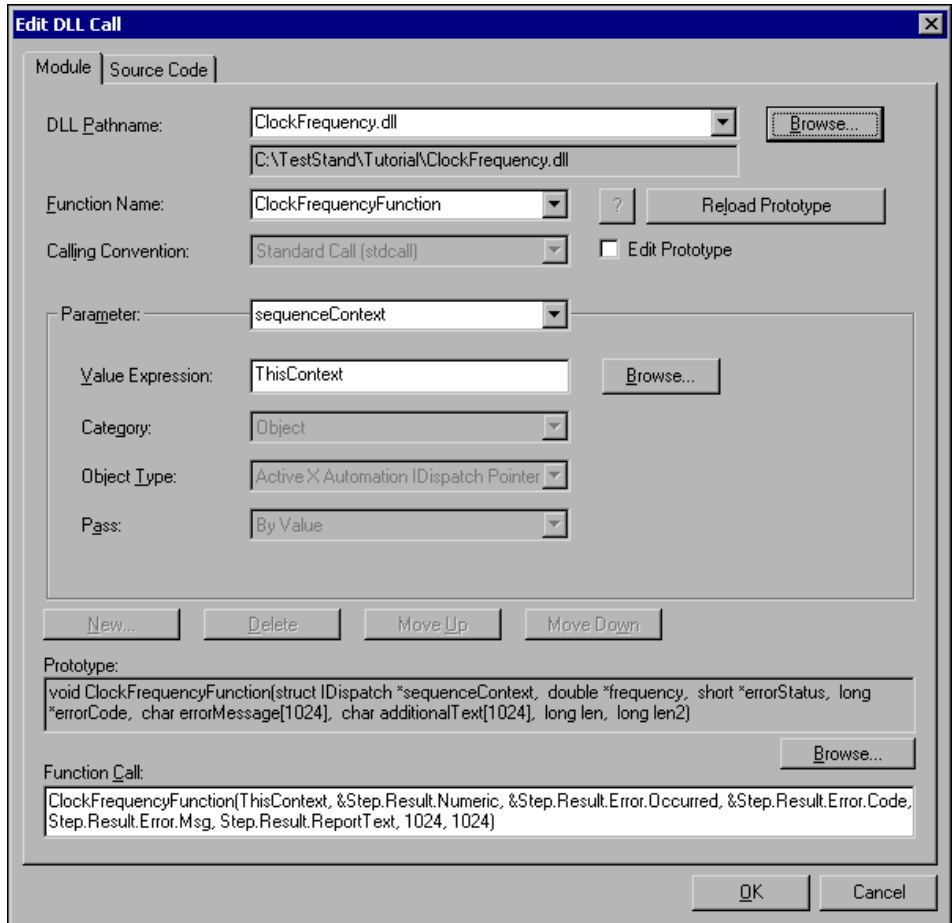 Edit DLL Call
Module
Source Code
DLL Pathname:
ClockFrequency.dll
Browse...
C:\TestStand\Tutorial\ClockFrequency.dll
Function Name:
ClockFrequencyFunction
?
Reload Prototype
Calling Convention:
Standard Call (stdcall)
Edit Prototype
Parameter:
sequenceContext
Value Expression:
ThisContext
Browse...
Category:
Object
Object Type:
Active X Automation IDispatch Pointer
Pass:
By Value
New...
Delete
Move Up
Move Down
Prototype:
void ClockFrequencyFunction(struct IDispatch *sequenceContext, double *frequency, short *errorStatus, long
*errorCode, char errorMessage[1024], char additionalText[1024], long len, long len2)
Browse...
Function Call:
ClockFrequencyFunction(ThisContext, &Step.Result.Numeric, &Step.Result.Error.Occurred, &Step.Result.Error.Code,
Step.Result.Error.Msg, Step.Result.ReportText, 1024, 1024)
OK
Cancel